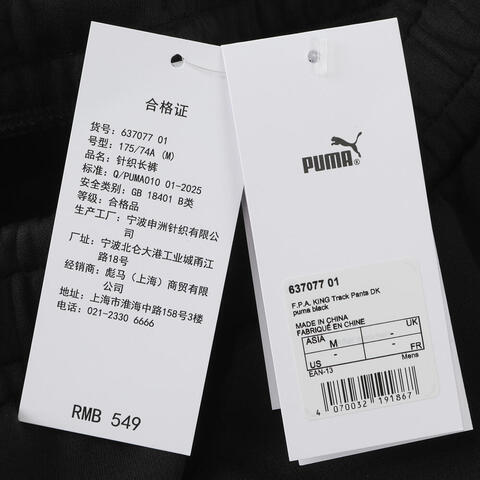 合格证
货号: 637077 01
号型: 175/74A (M)
品名: 针织长裤
标准: Q/PUMA010 01-2025
安全类别: GB 18401 B类
等级: 合格品
生产工厂: 宁波申洲针织有限公
司
厂址: 宁波北仑大港工业城甬江
路18号
经销商: 彪马（上海）商贸有限
公司
地址: 上海市淮海中路158号3楼
电话: 021-2330 6666
RMB 549
PUMA®
637077 01
F.P.A. KING Track Pants DK
puma black
MADE IN CHINA
FABRIQUÉ EN CHINE
ASIA M - UK
US - - FR
EAN-13 Mens
4 070032 191867